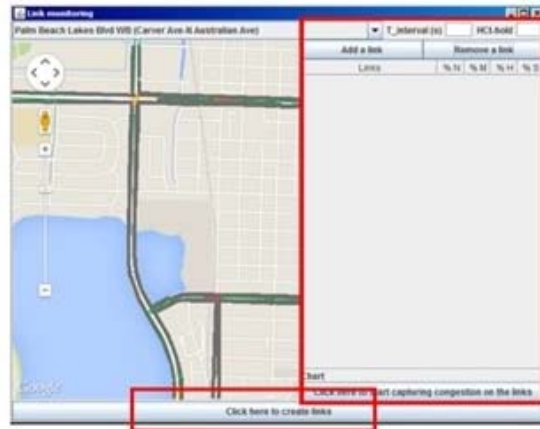 Link monitoring
Palm Beach Lakes Blvd WB (Carver Ave-N Australian Ave)
T_interval (s)
HCI-hold
Add a link
Remove a link
Links
% N
% M
% H
% S
Google
Chart
Click here to start capturing congestion on the links
Click here to create links